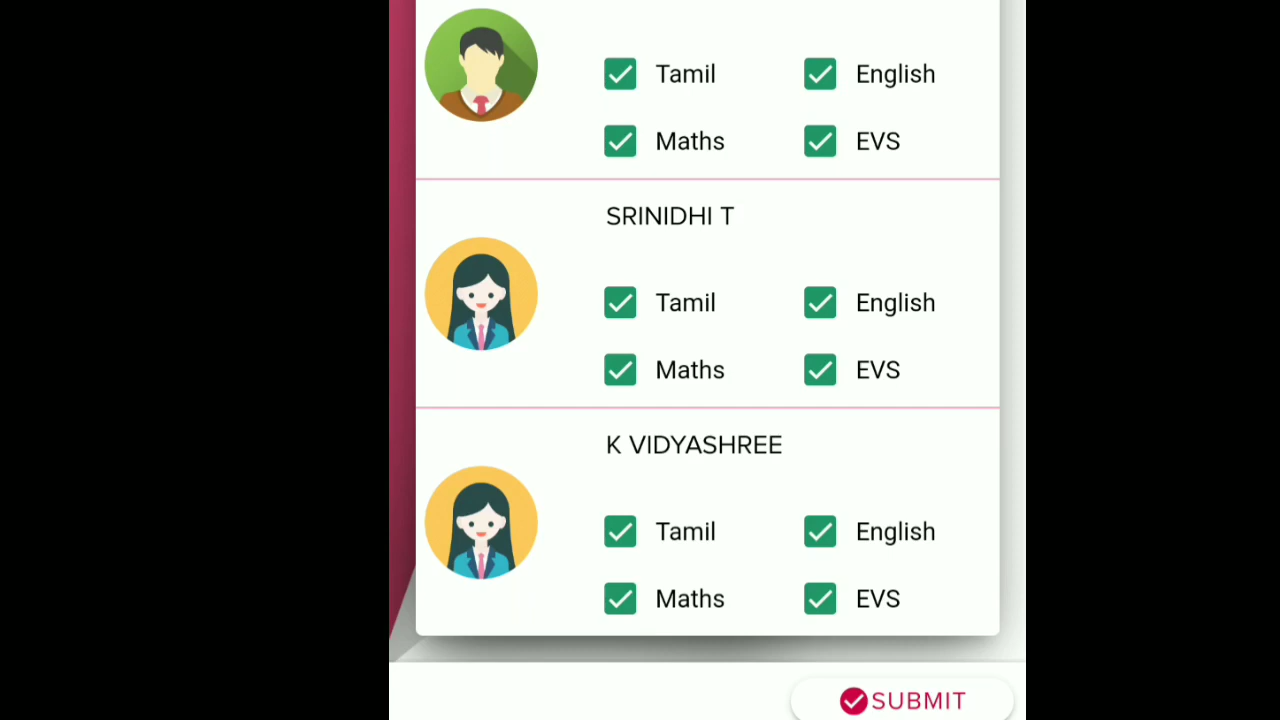 Tamil English
Maths EVS
SRINIDHI T
Tamil English
Maths EVS
K VIDYASHREE
Tamil English
Maths EVS
SUBMIT